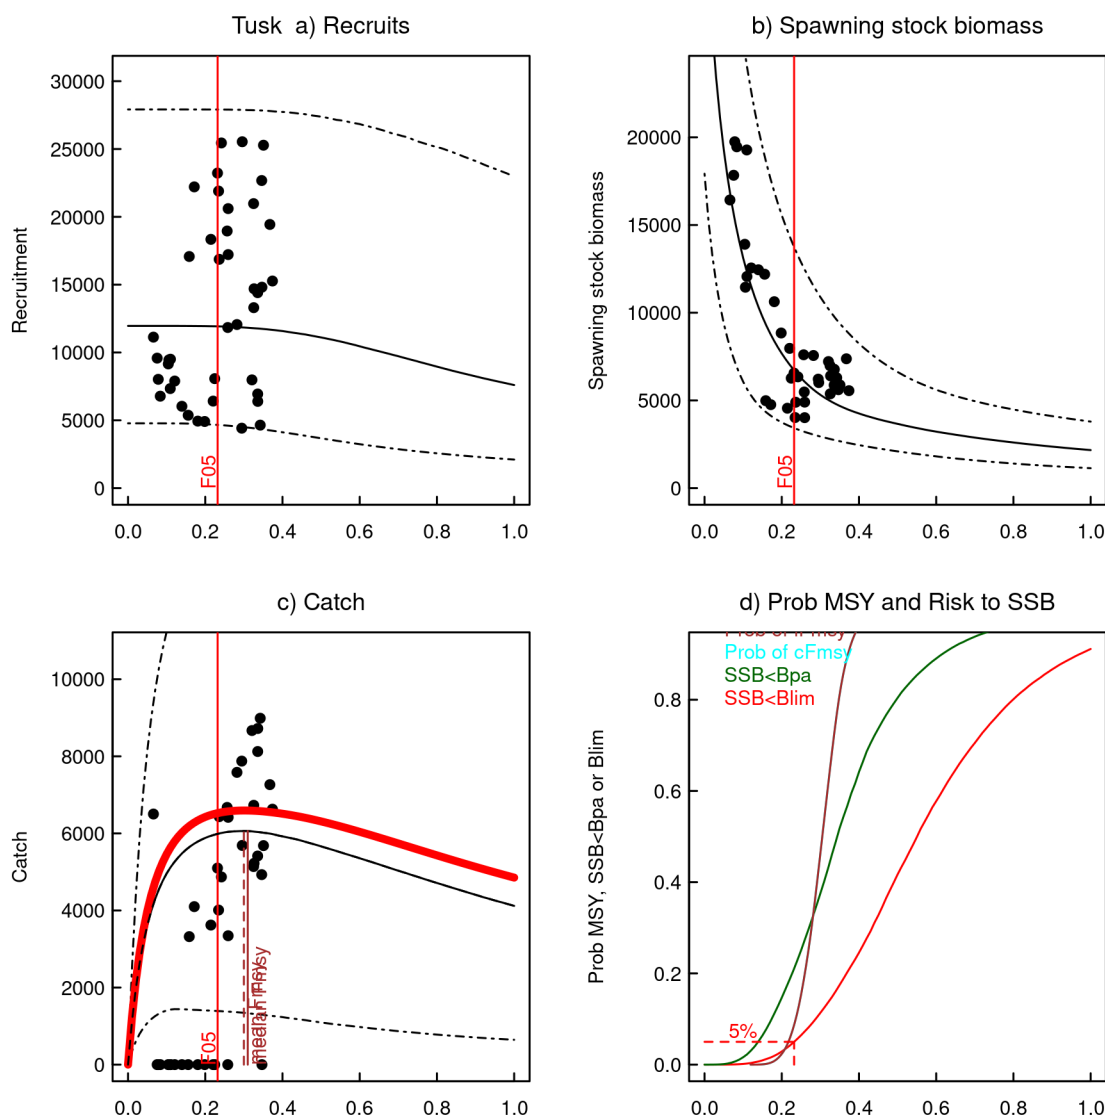 Tusk a) Recruits
Recruitment
30000
25000
20000
15000
10000
5000
0
F05
0.0 0.2 0.4 0.6 0.8 1.0
b) Spawning stock biomass
Spawning stock biomass
20000
15000
10000
5000
0
F05
0.0 0.2 0.4 0.6 0.8 1.0
c) Catch
Catch
10000
8000
6000
4000
2000
0
F05
median Fmsy
0.0 0.2 0.4 0.6 0.8 1.0
d) Prob MSY and Risk to SSB
Prob MSY, SSB<Bpa or Blim
0.8
0.6
0.4
0.2
0.0
Prob of cFmsy
SSB<Bpa
SSB<Blim
5%
0.0 0.2 0.4 0.6 0.8 1.0